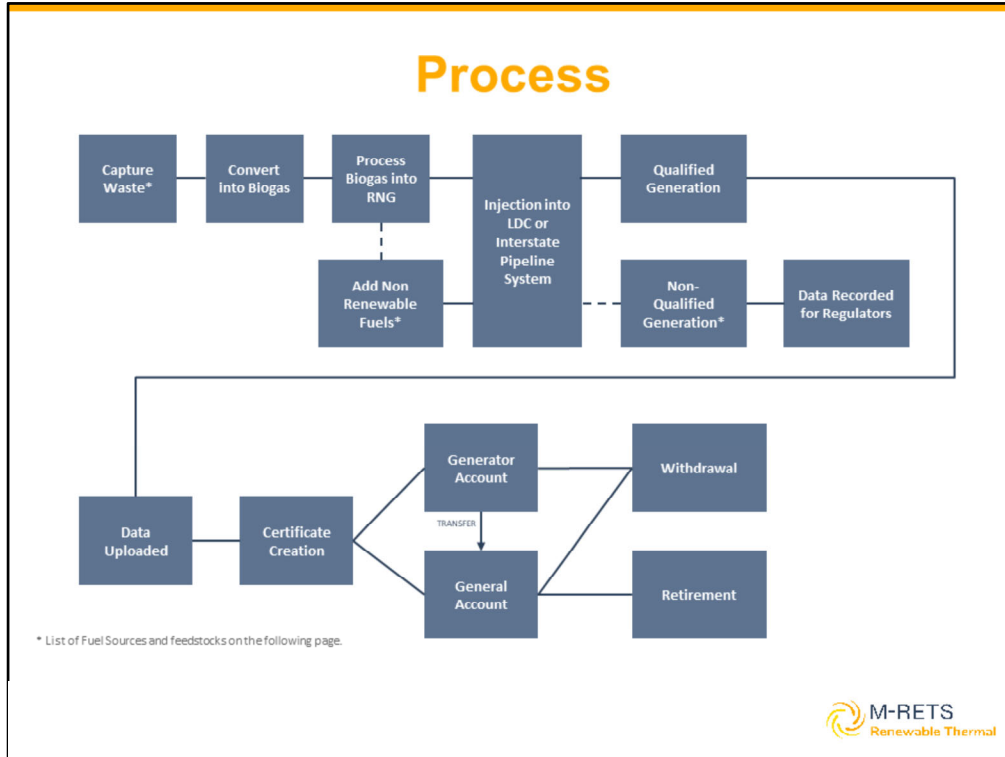 Process
Capture
Waste*
Convert
into Biogas
Process
Biogas into
RNG
Injection into
LDC or
Interstate
Pipeline
System
Qualified
Generation
Add Non
Renewable
Fuels*
Non-
Qualified
Generation*
Data Recorded
for Regulators
Generator
Account
Withdrawal
TRANSFER
Data
Uploaded
Certificate
Creation
General
Account
Retirement
* List of Fuel Sources and feedstocks on the following page.
M-RETS
Renewable Thermal